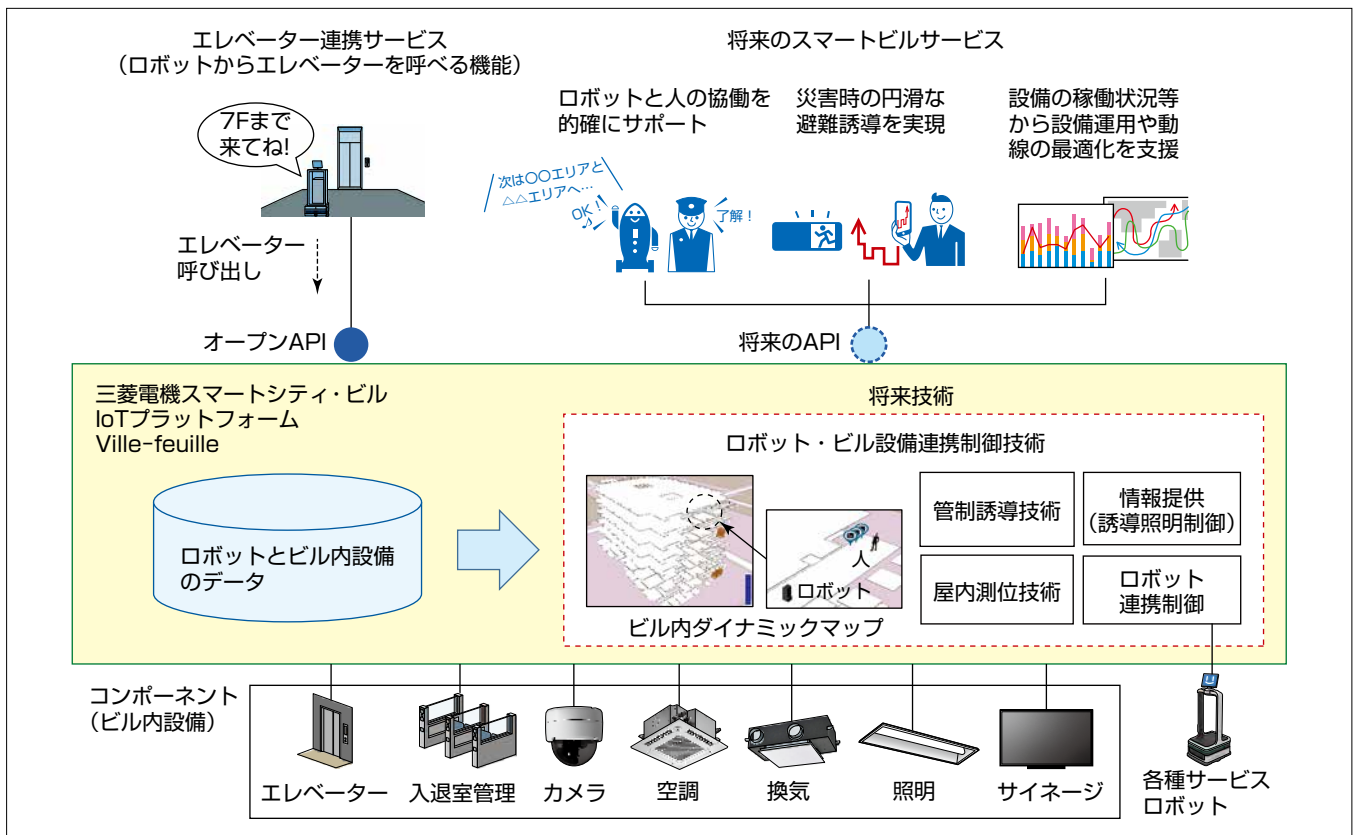 エレベーター連携サービス
（ロボットからエレベーターを呼べる機能）
7Fまで
来てね!
エレベーター
呼び出し
オープンAPI
将来のスマートビルサービス
ロボットと人の協働を
的確にサポート
災害時の円滑な
避難誘導を実現
設備の稼働状況等
から設備運用や動
線の最適化を支援
次は〇〇エリアと
△△エリアへ…
OK！
了解！
将来のAPI
三菱電機スマートシティ・ビル
IoTプラットフォーム
Ville-feuille
ロボットとビル内設備
のデータ
将来技術
ロボット・ビル設備連携制御技術
人
ロボット
ビル内ダイナミックマップ
管制誘導技術
情報提供
（誘導照明制御）
屋内測位技術
ロボット
連携制御
コンポーネント
（ビル内設備）
エレベーター
入退室管理
カメラ
空調
換気
照明
サイネージ
各種サービス
ロボット